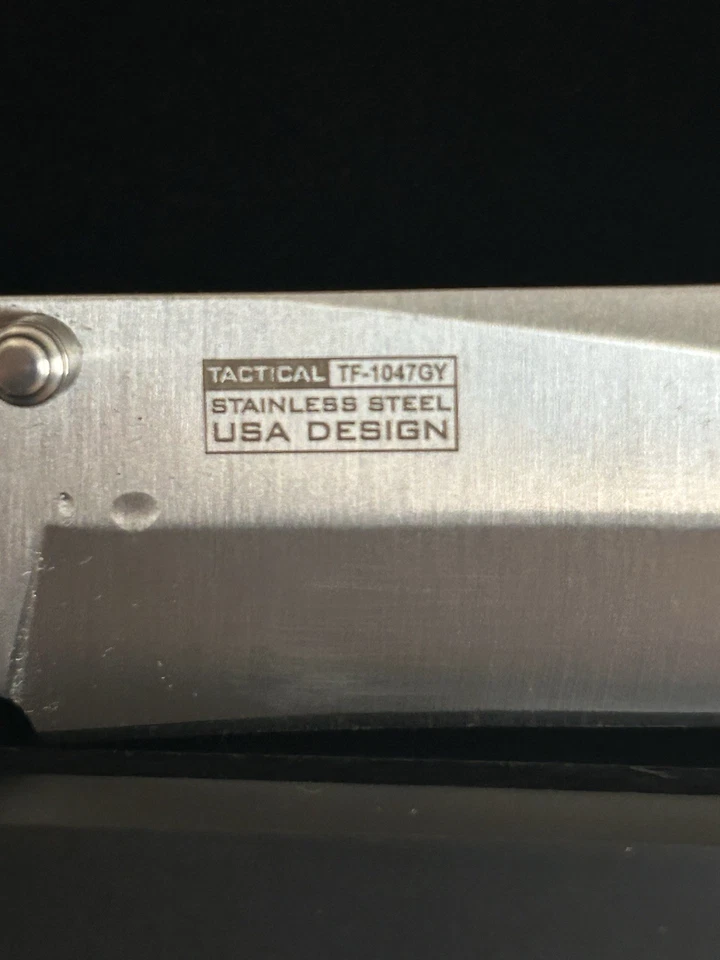 TACTICAL TF-1047GY
STAINLESS STEEL
USA DESIGN